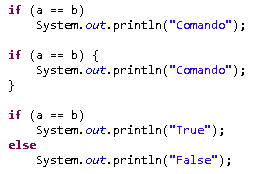 if (a == b)
    System.out.println("Comando");
if (a == b) {
    System.out.println("Comando");
}
if (a == b)
    System.out.println("True");
else
    System.out.println("False");